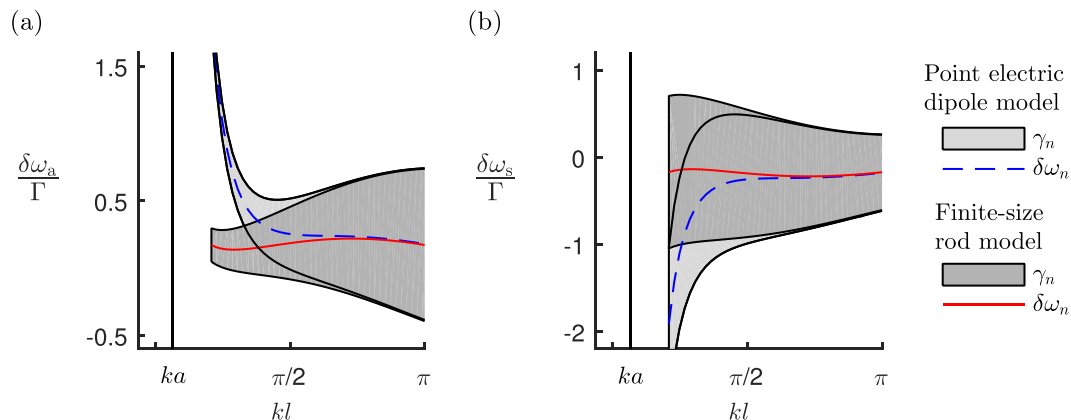 (a)
1.5
0.5
-0.5
δω_a/Γ
ka
π/2
π
kl
(b)
1
0
-1
-2
δω_s/Γ
ka
π/2
π
kl
Point electric
dipole model
γ_n
δω_n
Finite-size
rod model
γ_n
δω_n